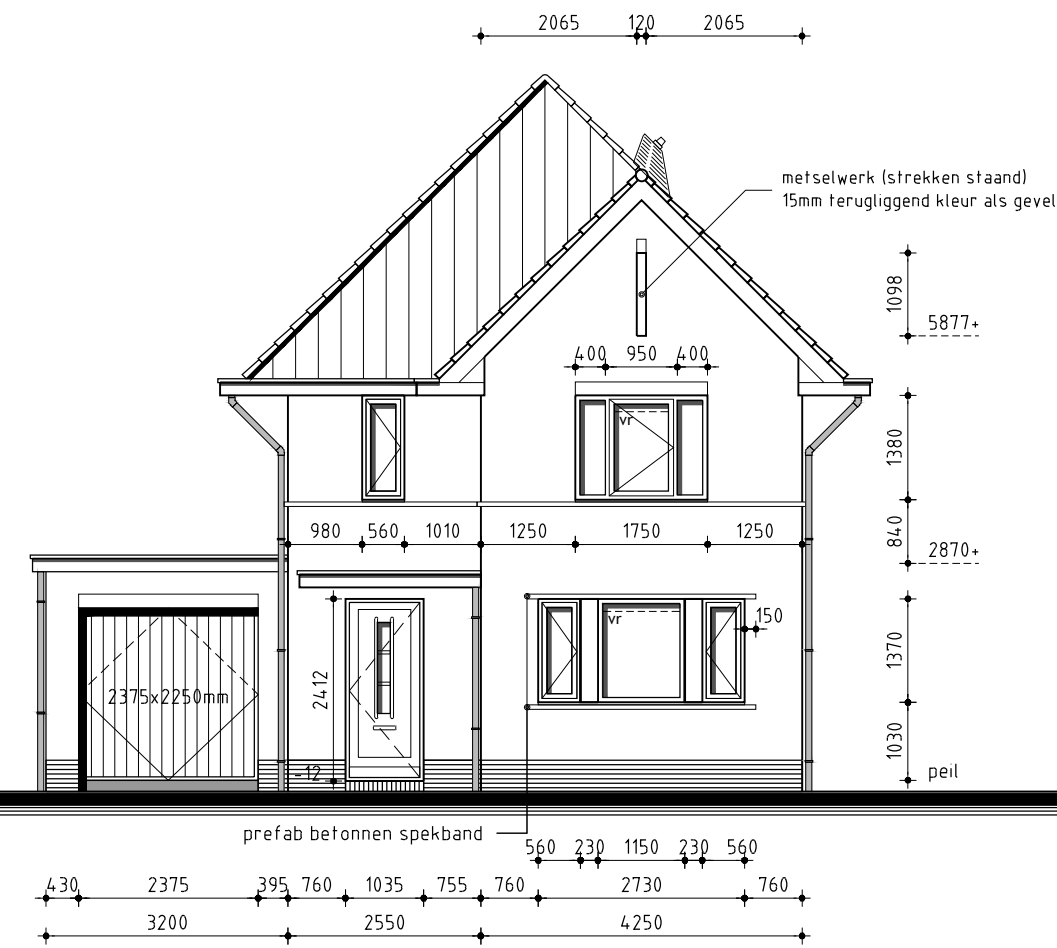 2065 120 2065
metselwerk (strekken staand)
15mm terugliggend kleur als gevel
1098
5877+
400 950 400
vr
1380
980 560 1010 1250 1750 1250
840
2870+
150
vr
1370
2412
2375x2250mm
1030
-12
peil
prefab betonnen spekband
560 230 1150 230 560
430 2375 395 760 1035 755 760 2730 760
3200 2550 4250